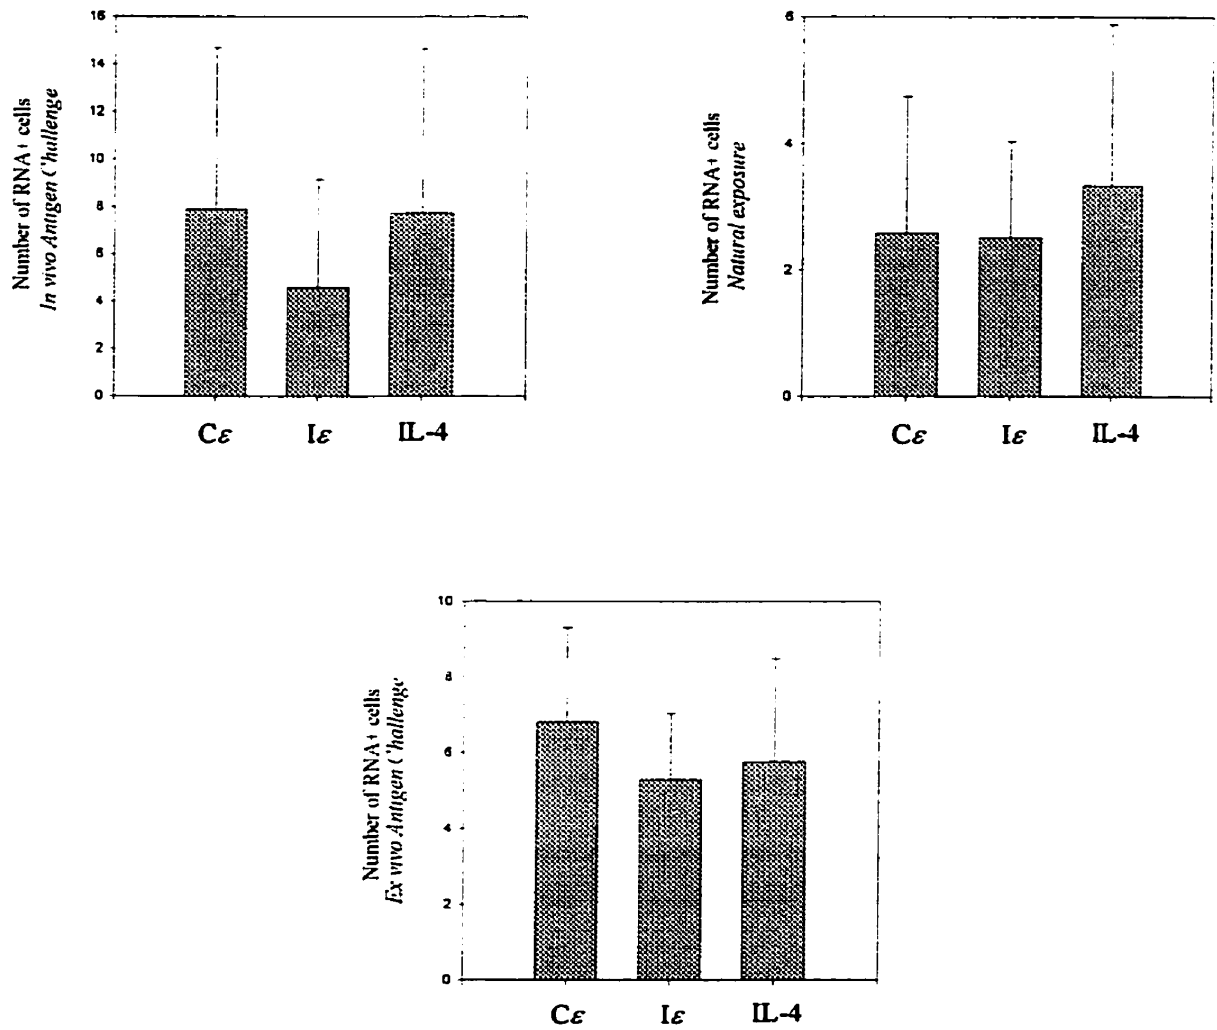 Number of RNA+ cells
In vivo Antigen Challenge
16
14
12
10
8
6
4
2
0
Cε Iε IL-4
Number of RNA+ cells
Natural exposure
6
4
2
0
Cε Iε IL-4
Number of RNA+ cells
Ex vivo Antigen Challenge
10
8
6
4
2
0
Cε Iε IL-4